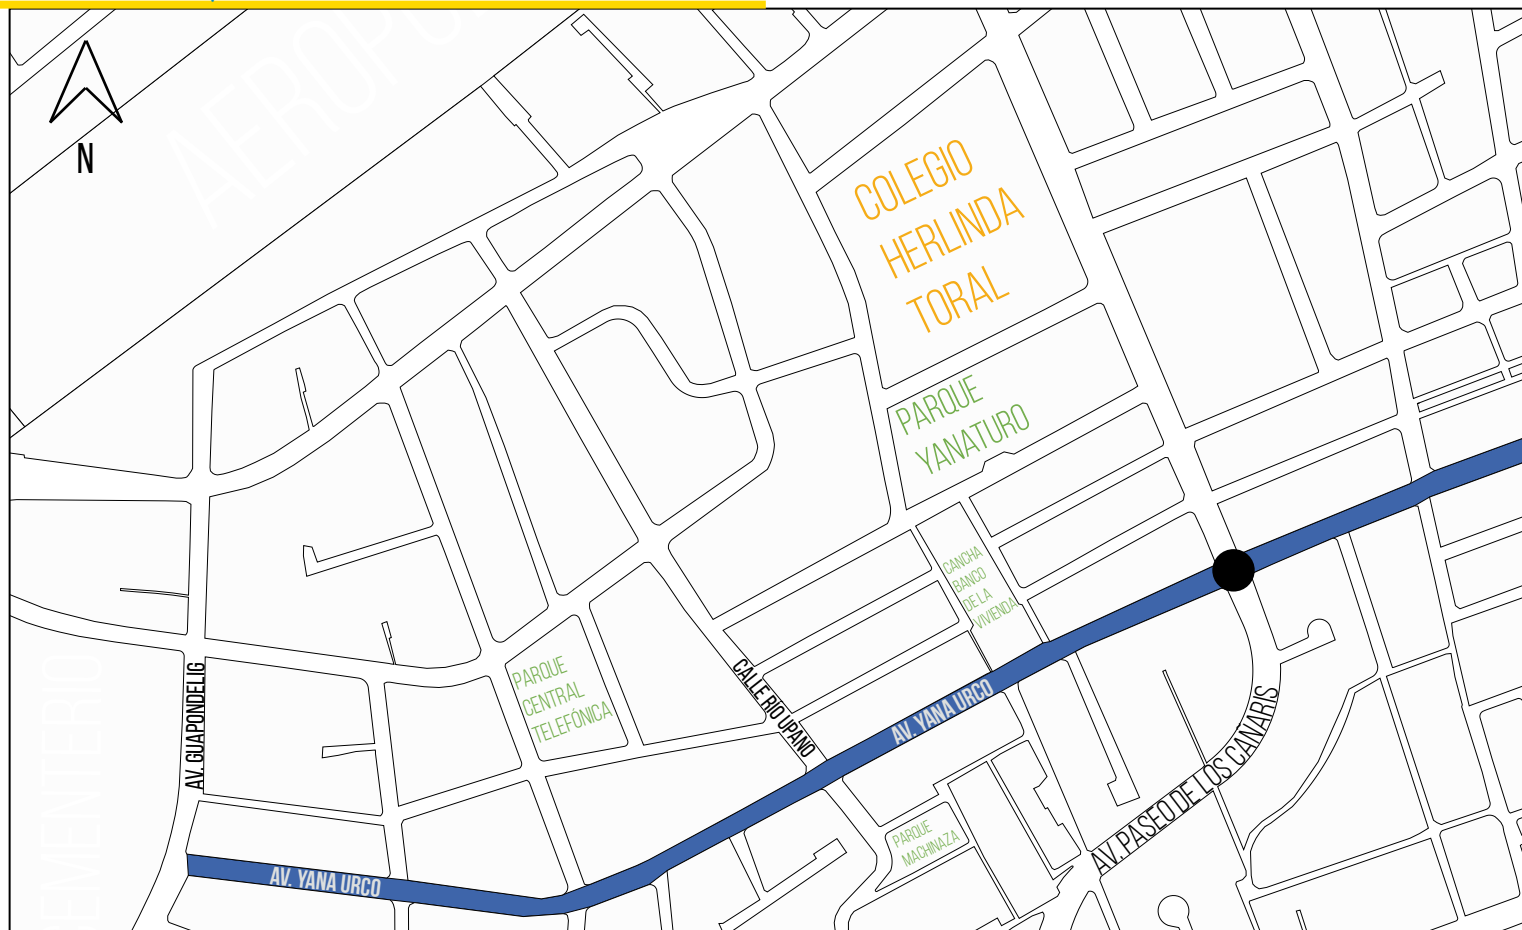 AEROPU
N
COLEGIO
HERLINDA
TORAL
PARQUE
YANATURO
CANCHA
BANCO
DE LA
VIVIENDA
PARQUE
CENTRAL
TELEFÓNICA
CALLE RIO UPANO
AV. GUAPONDELIG
AV. YANA URCO
AV. PASEO DE LOS CAÑARIS
PARQUE
MACHINAZA
AV. YANA URCO
CEMENTERIO